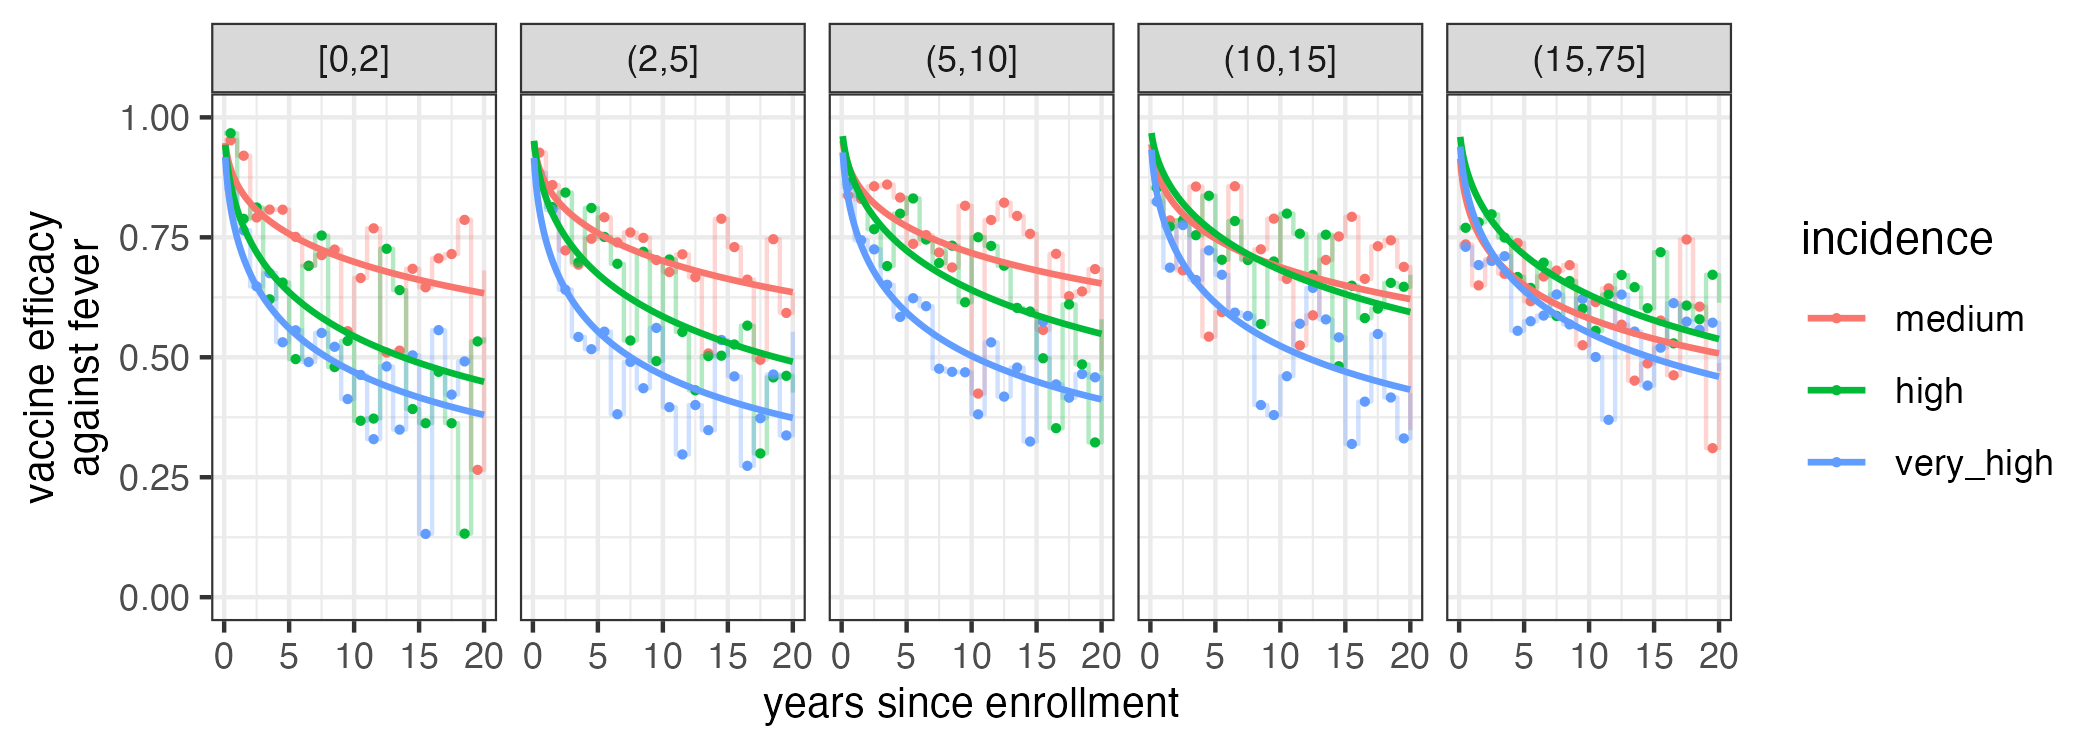 [0,2] (2,5] (5,10] (10,15] (15,75]
vaccine efficacy
against fever
1.00
0.75
0.50
0.25
0.00
0 5 10 15 20 0 5 10 15 20 0 5 10 15 20 0 5 10 15 20 0 5 10 15 20
years since enrollment
incidence
medium
high
very_high